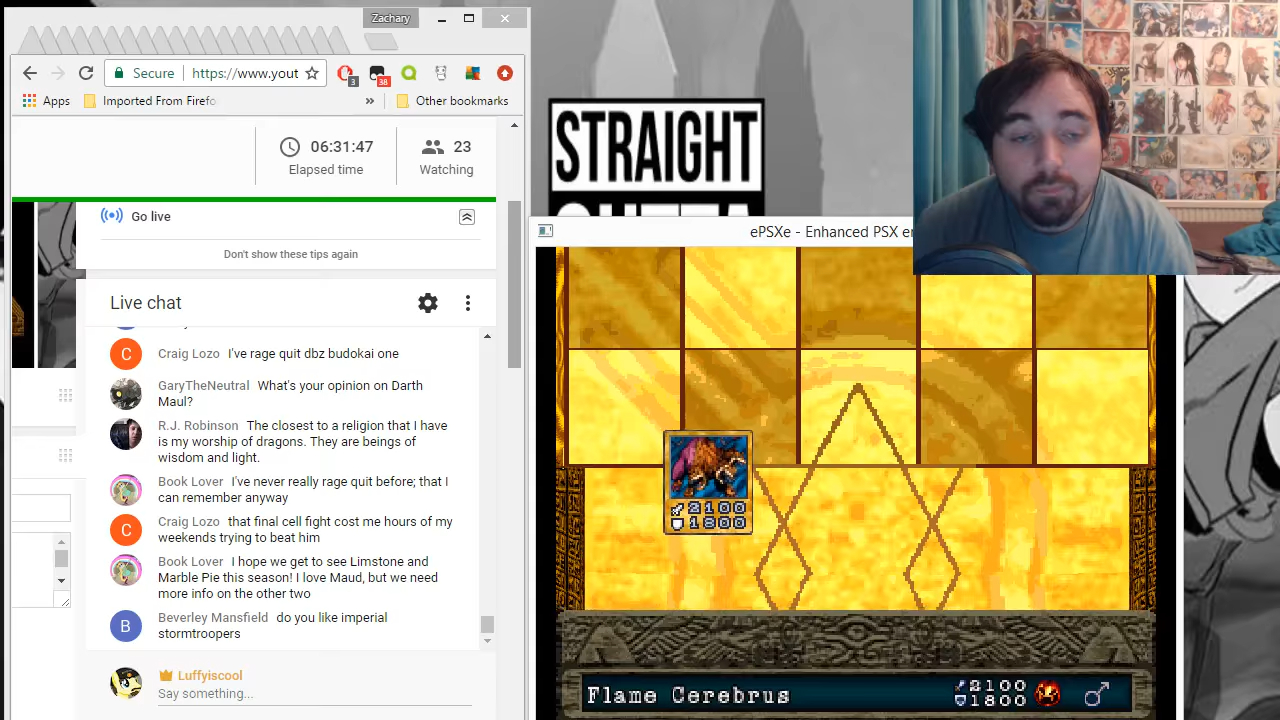 Zachary
Secure https://www.yout
3
38
Apps Imported From Firefo » Other bookmarks
06:31:47
Elapsed time
23
Watching
Go live
Don't show these tips again
Live chat
Craig Lozo I've rage quit dbz budokai one
GaryTheNeutral What's your opinion on Darth
Maul?
R.J. Robinson The closest to a religion that I have
is my worship of dragons. They are beings of
wisdom and light.
Book Lover I've never really rage quit before; that I
can remember anyway
Craig Lozo that final cell fight cost me hours of my
weekends trying to beat him
Book Lover I hope we get to see Limstone and
Marble Pie this season! I love Maud, but we need
more info on the other two
Beverley Mansfield do you like imperial
stormtroopers
Luffyiscool
Say something...
STRAIGHT
ePSXe - Enhanced PSX em
2100
1800
Flame Cerebrus
2100
1800